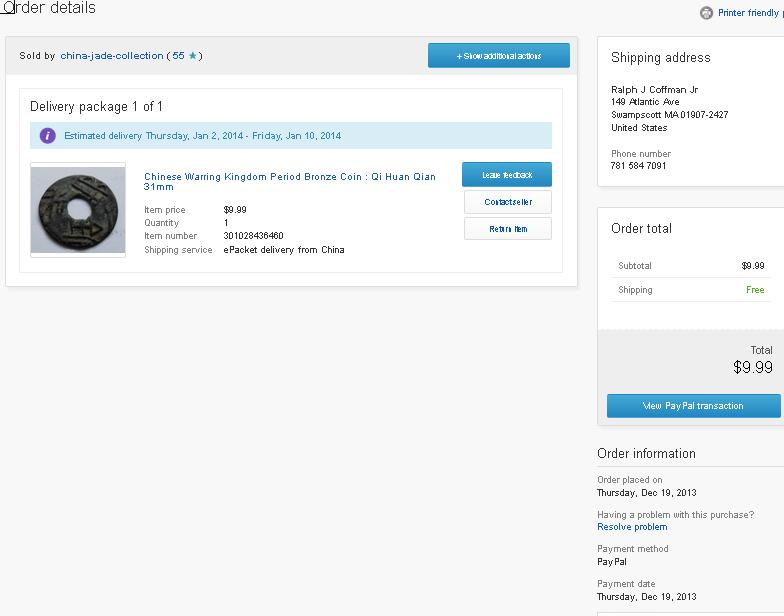 Order details
Printer friendly
Sold by china-jade-collection ( 55 ★ )
+ Show additional actions
Delivery package 1 of 1
i Estimated delivery Thursday, Jan 2, 2014 - Friday, Jan 10, 2014
Chinese Warring Kingdom Period Bronze Coin : Qi Huan Qian
31mm
Item price $9.99
Quantity 1
Item number 301028436460
Shipping service ePacket delivery from China
Leave feedback
Contact seller
Return item
Shipping address
Ralph J Coffman Jr
149 Atlantic Ave
Swampscott MA 01907-2427
United States
Phone number
781 584 7091
Order total
Subtotal $9.99
Shipping Free
Total
$9.99
View PayPal transaction
Order information
Order placed on
Thursday, Dec 19, 2013
Having a problem with this purchase?
Resolve problem
Payment method
PayPal
Payment date
Thursday, Dec 19, 2013